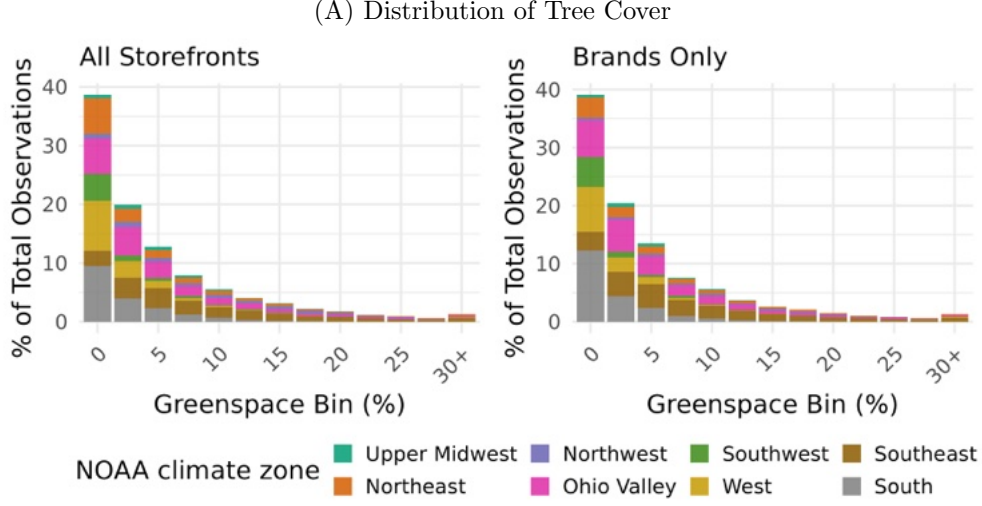 (A) Distribution of Tree Cover
All Storefronts
% of Total Observations
40
30
20
10
0
0
5
10
15
20
25
30+
Greenspace Bin (%)
Brands Only
% of Total Observations
40
30
20
10
0
0
5
10
15
20
25
30+
Greenspace Bin (%)
NOAA climate zone
Upper Midwest
Northwest
Southwest
Southeast
Northeast
Ohio Valley
West
South